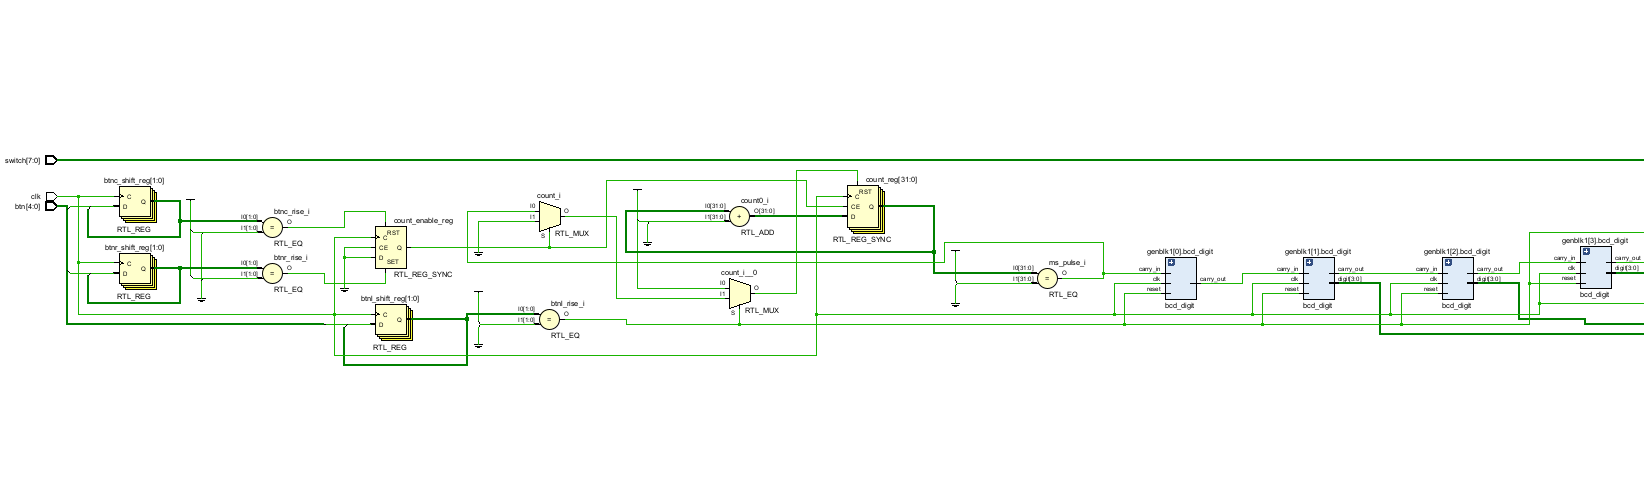 switch[7:0]
clk
btn[4:0]
btnc_shift_reg[1:0]
C
Q
D
RTL_REG
btnr_shift_reg[1:0]
C
Q
D
RTL_REG
btnc_rise_i
I0[1:0]
I1[1:0]
O
=
RTL_EQ
btnr_rise_i
I0[1:0]
I1[1:0]
O
=
RTL_EQ
count_enable_reg
RST
C
CE
Q
D
SET
RTL_REG_SYNC
btnl_shift_reg[1:0]
C
Q
D
RTL_REG
btnl_rise_i
I0[1:0]
I1[1:0]
O
=
RTL_EQ
count_i
I0
I1
O
S
RTL_MUX
count0_i
I0[31:0]
I1[31:0]
O[31:0]
+
RTL_ADD
count_i__0
I0
I1
O
S
RTL_MUX
count_reg[31:0]
RST
C
CE
Q
D
RTL_REG_SYNC
ms_pulse_i
I0[31:0]
I1[31:0]
O
=
RTL_EQ
genblk1[0].bcd_digit
carry_in
clk
carry_out
reset
bcd_digit
genblk1[1].bcd_digit
carry_in
carry_out
clk
digit[3:0]
reset
bcd_digit
genblk1[2].bcd_digit
carry_in
carry_out
clk
digit[3:0]
reset
bcd_digit
genblk1[3].bcd_digit
carry_in
carry_out
clk
digit[3:0]
reset
bcd_digit